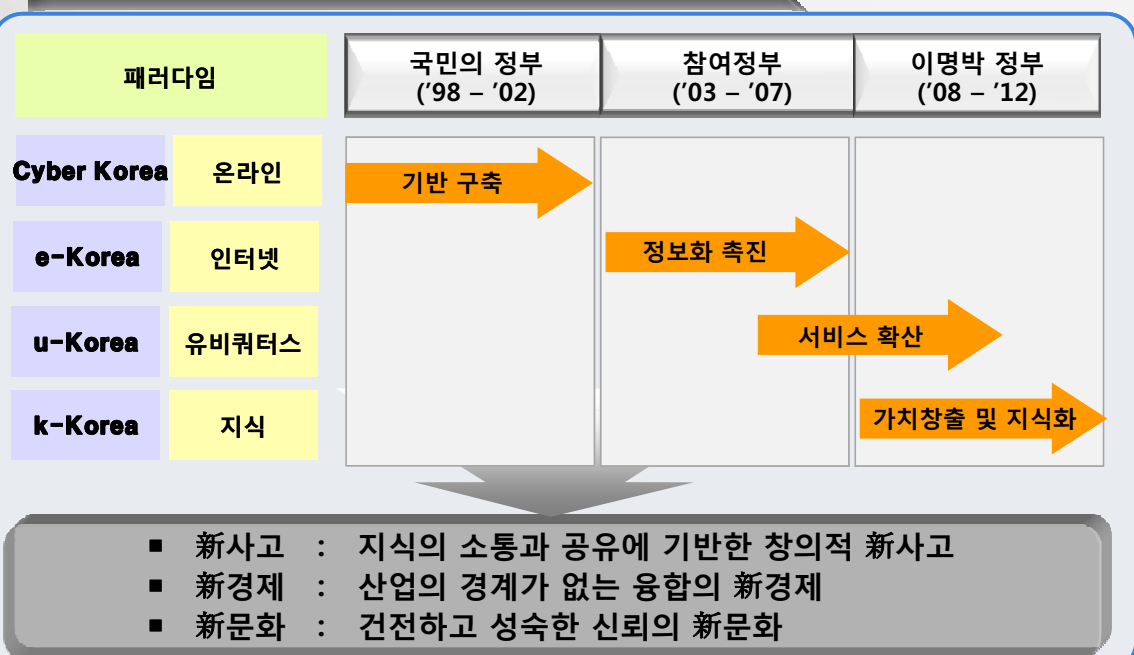 패러다임
국민의 정부
(’98 – ’02)
참여정부
(’03 – ’07)
이명박 정부
(’08 – ’12)
Cyber Korea 온라인 기반 구축
e-Korea 인터넷 정보화 촉진
u-Korea 유비쿼터스 서비스 확산
k-Korea 지식 가치창출 및 지식화
■ 新사고 : 지식의 소통과 공유에 기반한 창의적 新사고
■ 新경제 : 산업의 경계가 없는 융합의 新경제
■ 新문화 : 건전하고 성숙한 신뢰의 新문화